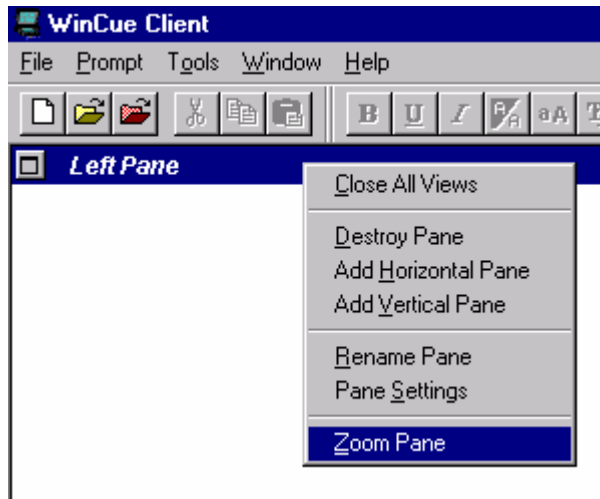 WinCue Client
File Prompt Tools Window Help
B U I A/A aA
Left Pane
Close All Views
Destroy Pane
Add Horizontal Pane
Add Vertical Pane
Rename Pane
Pane Settings
Zoom Pane